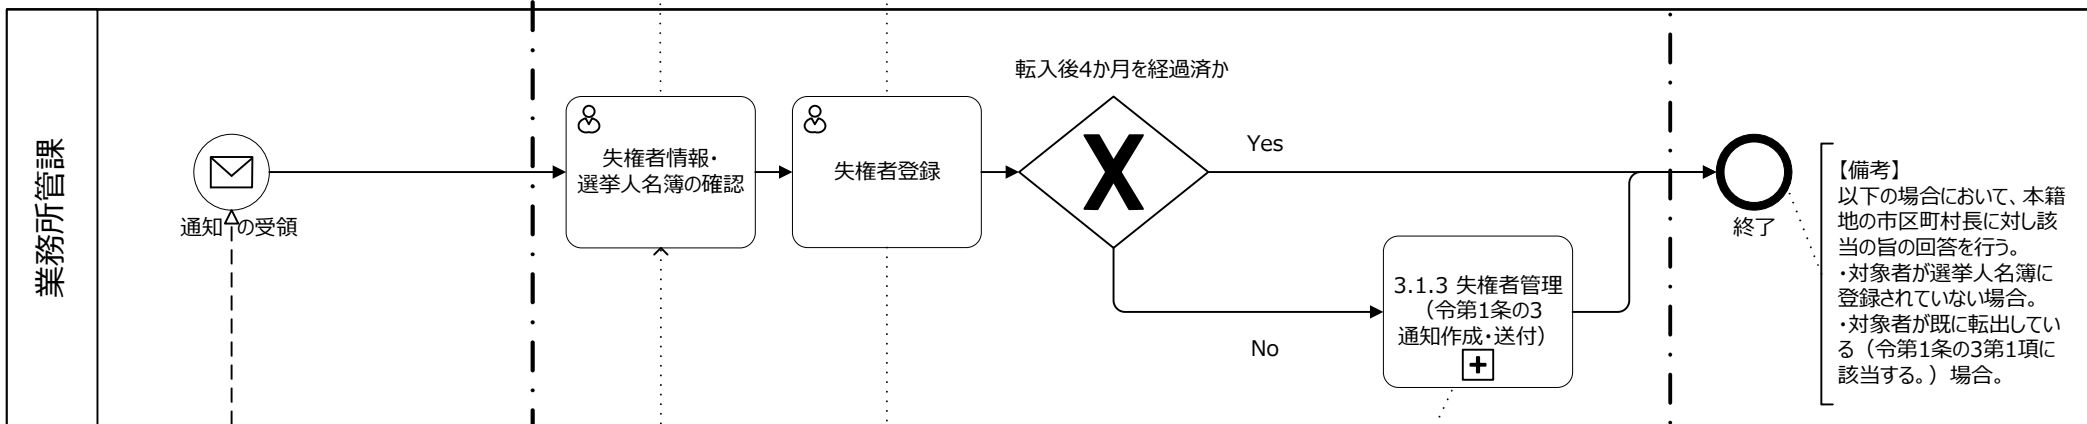 業務所管課
通知の受領
失権者情報・
選挙人名簿の確認
失権者登録
転入後4か月を経過済か
X
Yes
No
3.1.3 失権者管理
（令第1条の3
通知作成・送付）
終了
【備考】
以下の場合において、本籍
地の市区町村長に対し該
当の旨の回答を行う。
・対象者が選挙人名簿に
登録されていない場合。
・対象者が既に転出してい
る（令第1条の3第1項に
該当する。）場合。